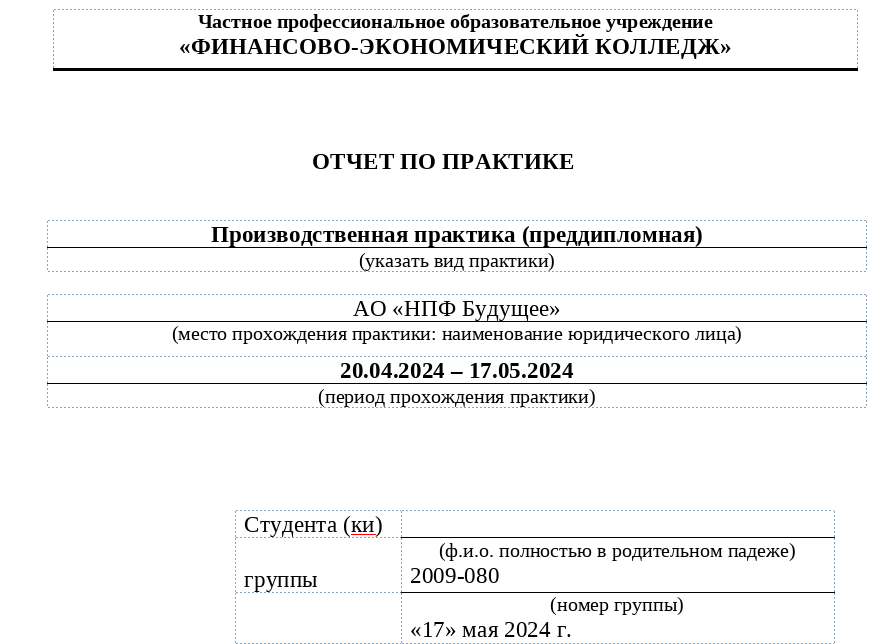 Частное профессиональное образовательное учреждение
«ФИНАНСОВО-ЭКОНОМИЧЕСКИЙ КОЛЛЕДЖ»
ОТЧЕТ ПО ПРАКТИКЕ
Производственная практика (преддипломная)
(указать вид практики)
АО «НПФ Будущее»
(место прохождения практики: наименование юридического лица)
20.04.2024 – 17.05.2024
(период прохождения практики)
Студента (ки)
(ф.и.о. полностью в родительном падеже)
группы 2009-080
(номер группы)
«17» мая 2024 г.